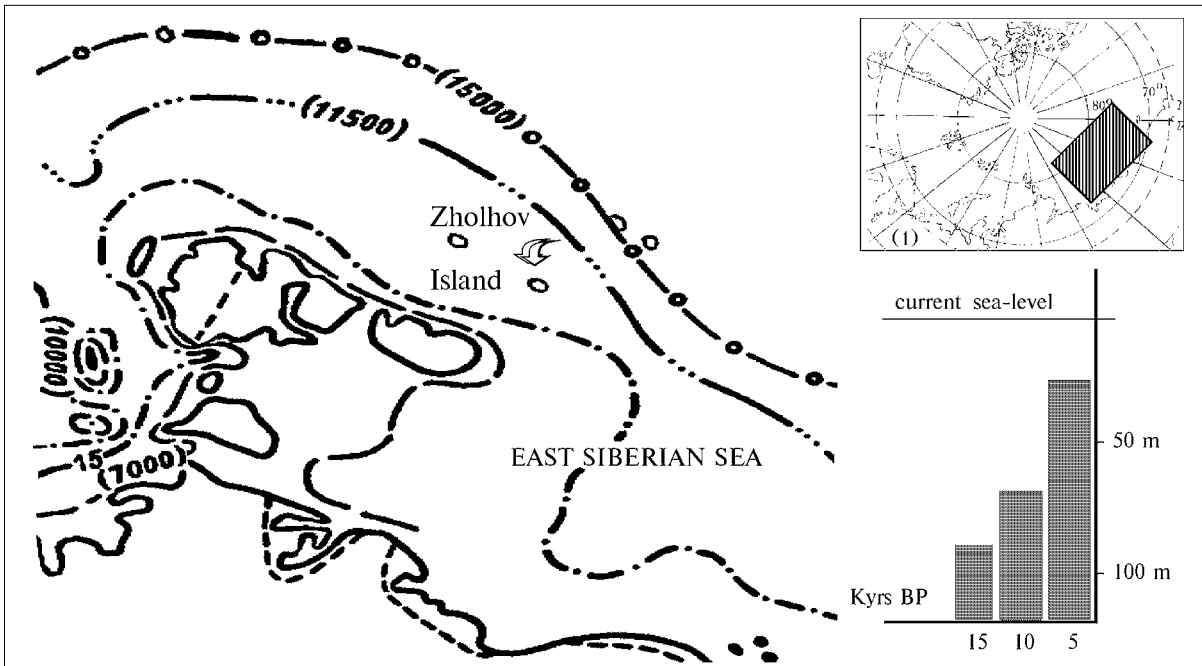 (15000)
(11500)
Zholhov
Island
(10000)
15
(7000)
EAST SIBERIAN SEA
80°
70°
(1)
current sea-level
50 m
100 m
Kyrs BP
15 10 5